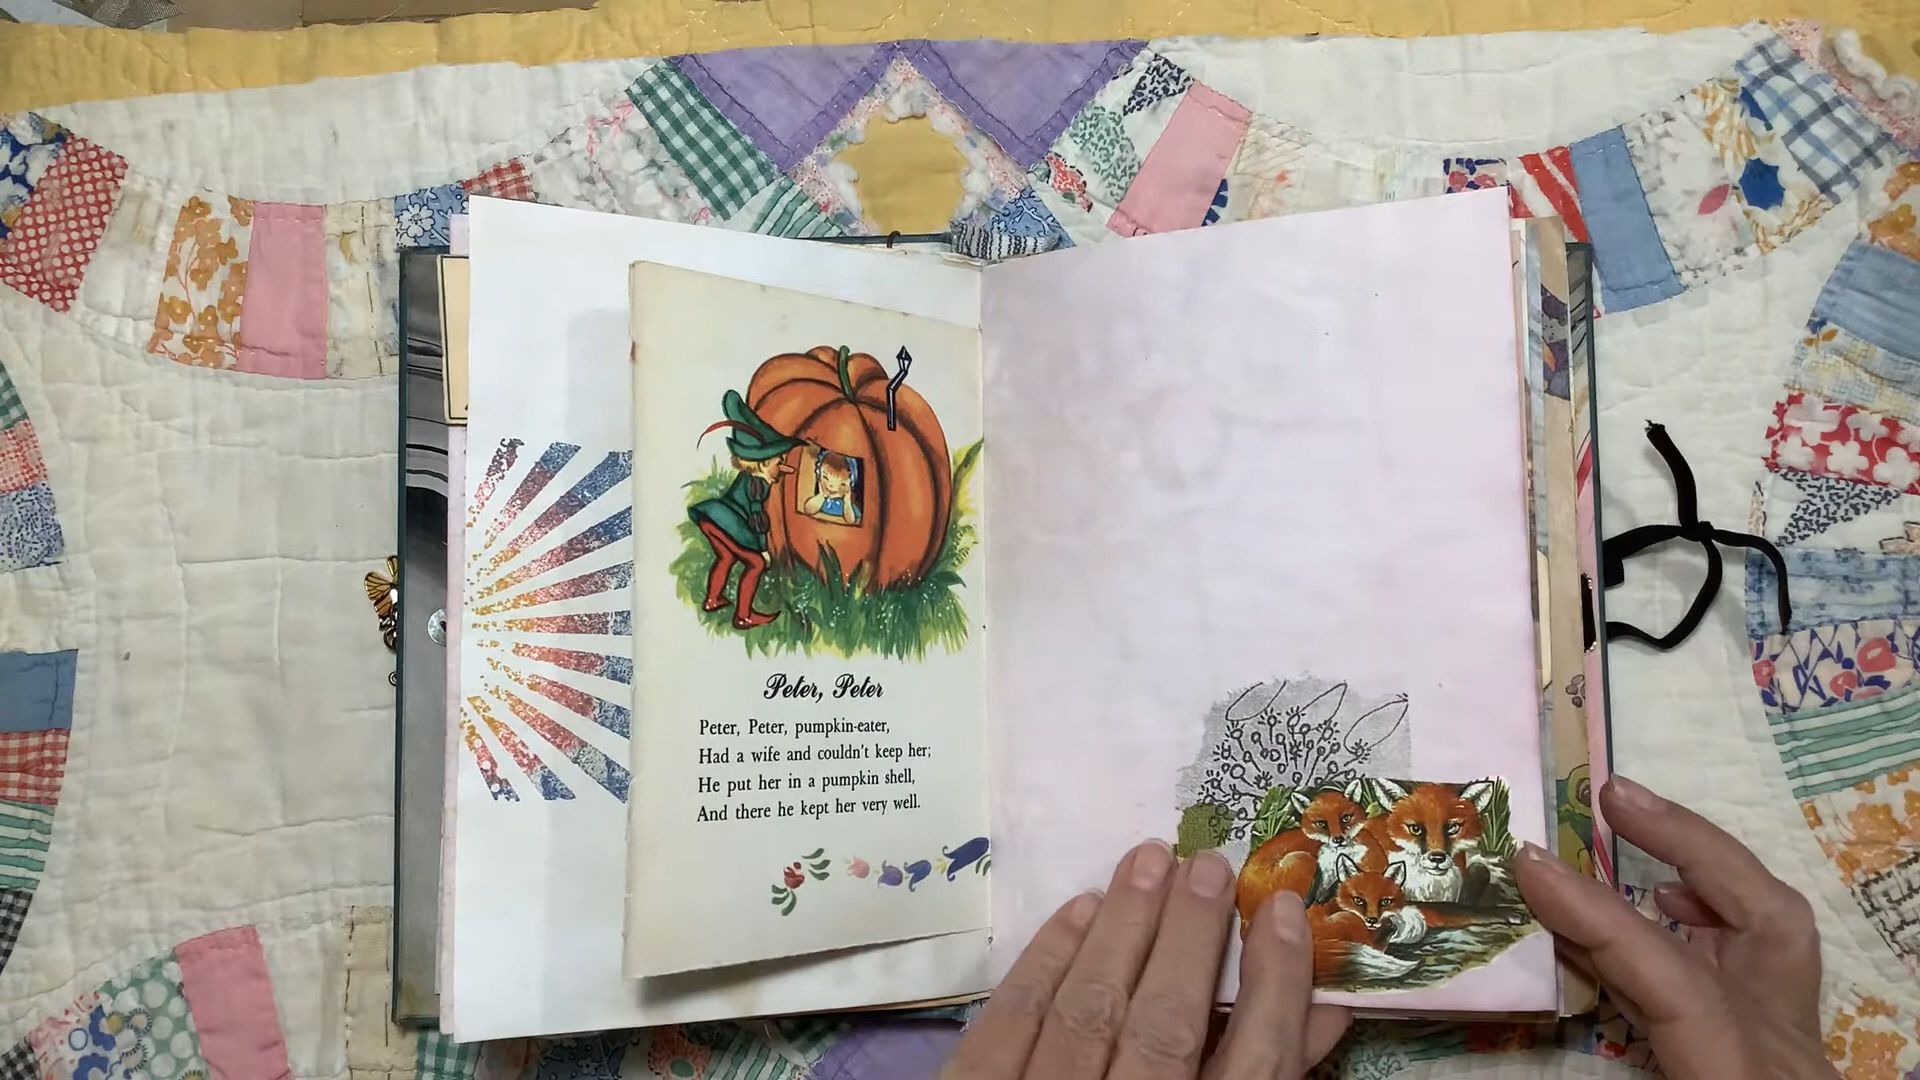 Peter, Peter
Peter, Peter, pumpkin-eater,
Had a wife and couldn't keep her;
He put her in a pumpkin shell,
And there he kept her very well.